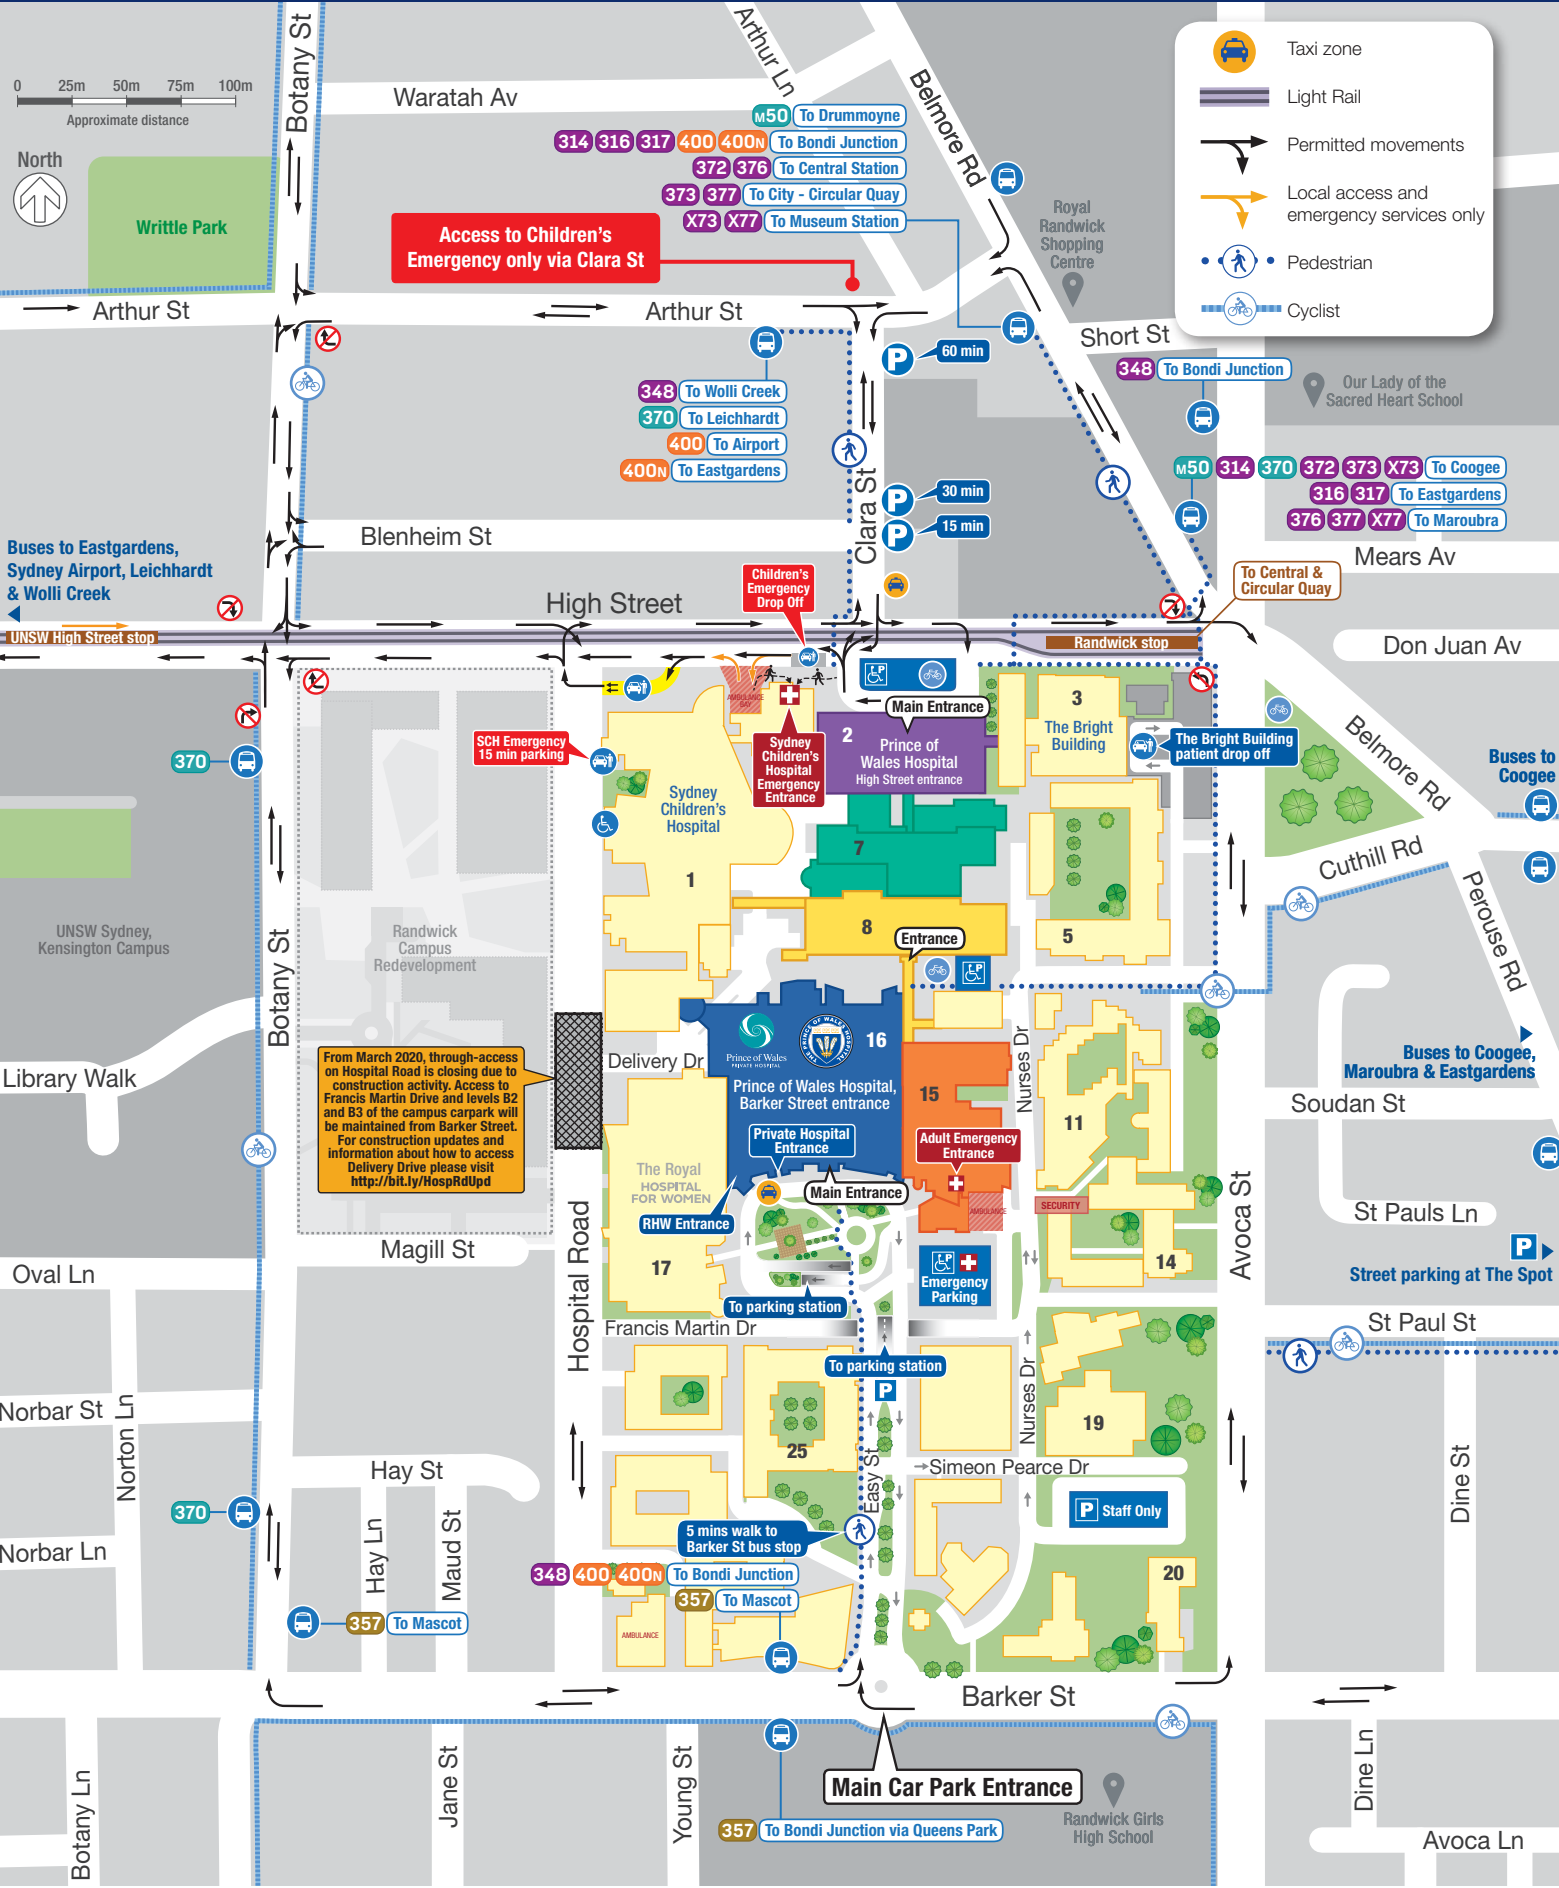 Botany St
Arthur Ln
Belmore Rd
0 25m 50m 75m 100m
Approximate distance
North
Waratah Av
Writtle Park
M50 To Drummoyne
314 316 317 400 400N To Bondi Junction
372 376 To Central Station
373 377 To City - Circular Quay
X73 X77 To Museum Station
Access to Children's
Emergency only via Clara St
Royal
Randwick
Shopping
Centre
Taxi zone
Light Rail
Permitted movements
Local access and
emergency services only
Pedestrian
Cyclist
Arthur St
Arthur St
Short St
P 60 min
348 To Bondi Junction
Our Lady of the
Sacred Heart School
348 To Wolli Creek
370 To Leichhardt
400 To Airport
400N To Eastgardens
Clara St
P 30 min
P 15 min
M50 314 370 372 373 X73 To Coogee
316 317 To Eastgardens
376 377 X77 To Maroubra
Blenheim St
Mears Av
Buses to Eastgardens,
Sydney Airport, Leichhardt
& Wolli Creek
Children's
Emergency
Drop Off
To Central &
Circular Quay
High Street
UNSW High Street stop
Randwick stop
Don Juan Av
P
Main Entrance
AMBULANCE
BAY
3
The Bright
Building
2
Prince of
Wales Hospital
High Street entrance
Sydney
Children's
Hospital
Emergency
Entrance
SCH Emergency
15 min parking
The Bright Building
patient drop off
Belmore Rd
Buses to
Coogee
370
Sydney
Children's
Hospital
7
1
Cuthill Rd
Perouse Rd
UNSW Sydney,
Kensington Campus
Botany St
Randwick
Campus
Redevelopment
8
Entrance
5
P
Library Walk
From March 2020, through-access
on Hospital Road is closing due to
construction activity. Access to
Francis Martin Drive and levels B2
and B3 of the campus carpark will
be maintained from Barker Street.
For construction updates and
information about how to access
Delivery Drive please visit
http://bit.ly/HospRdUpd
Delivery Dr
Prince of Wales
PRIVATE HOSPITAL
THE PRINCE OF WALES HOSPITAL
16
Prince of Wales Hospital,
Barker Street entrance
15
Nurses Dr
11
Buses to Coogee,
Maroubra & Eastgardens
Soudan St
Private Hospital
Entrance
Adult Emergency
Entrance
The Royal
HOSPITAL
FOR WOMEN
Main Entrance
RHW Entrance
AMBULANCE
SECURITY
Avoca St
St Pauls Ln
Magill St
Oval Ln
Hospital Road
17
P
Emergency
Parking
14
P
Street parking at The Spot
To parking station
Francis Martin Dr
St Paul St
To parking station
P
Norbar St
Norton Ln
Nurses Dr
19
25
Hay St
Easy St
Simeon Pearce Dr
Dine St
370
P Staff Only
Norbar Ln
Hay Ln
Maud St
5 mins walk to
Barker St bus stop
348 400 400N To Bondi Junction
357 To Mascot
20
357 To Mascot
AMBULANCE
Barker St
Botany Ln
Jane St
Young St
Main Car Park Entrance
357 To Bondi Junction via Queens Park
Randwick Girls
High School
Dine Ln
Avoca Ln